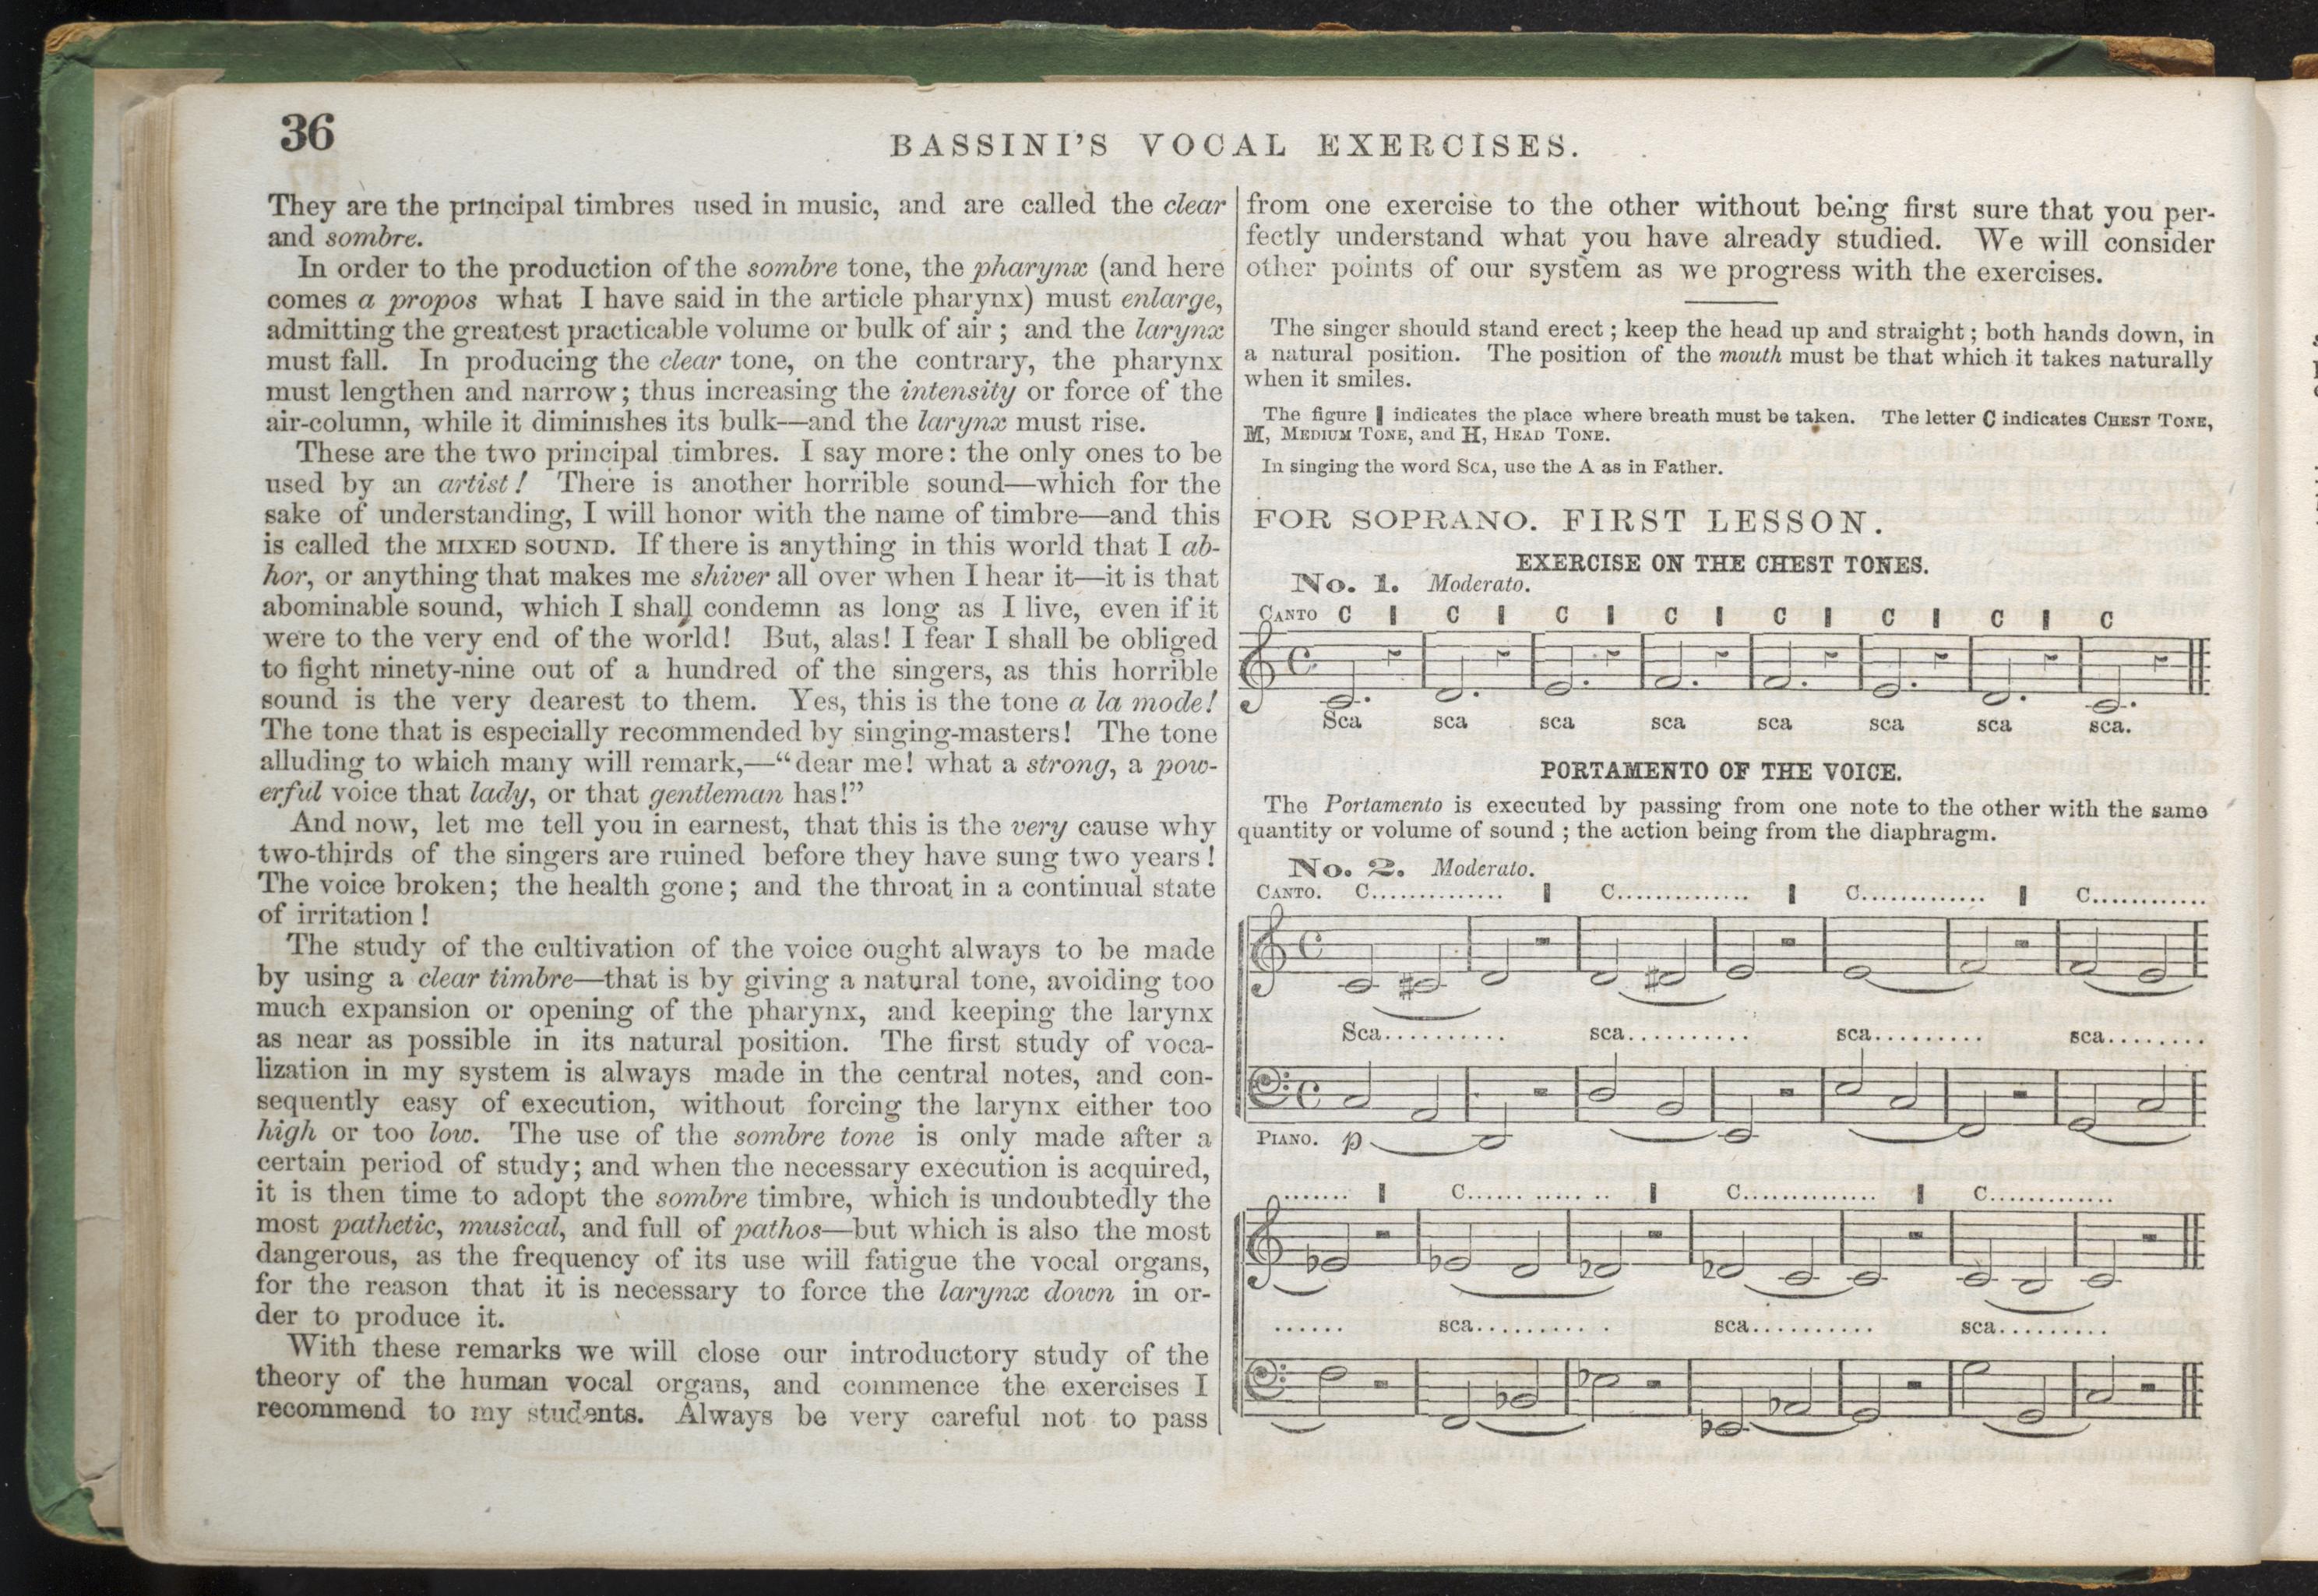 36
BASSINI'S VOCAL EXERCISES.
They are the principal timbres used in music, and are called the clear
and sombre.
In order to the production of the sombre tone, the pharynx (and here
comes a propos what I have said in the article pharynx) must enlarge,
admitting the greatest practicable volume or bulk of air; and the larynx
must fall. In producing the clear tone, on the contrary, the pharynx
must lengthen and narrow; thus increasing the intensity or force of the
air-column, while it diminishes its bulk—and the larynx must rise.
These are the two principal timbres. I say more: the only ones to be
used by an artist! There is another horrible sound—which for the
sake of understanding, I will honor with the name of timbre—and this
is called the MIXED SOUND. If there is anything in this world that I ab-
hor, or anything that makes me shiver all over when I hear it—it is that
abominable sound, which I shall condemn as long as I live, even if it
were to the very end of the world! But, alas! I fear I shall be obliged
to fight ninety-nine out of a hundred of the singers, as this horrible
sound is the very dearest to them. Yes, this is the tone a la mode!
The tone that is especially recommended by singing-masters! The tone
alluding to which many will remark,—"dear me! what a strong, a pow-
erful voice that lady, or that gentleman has!"
And now, let me tell you in earnest, that this is the very cause why
two-thirds of the singers are ruined before they have sung two years!
The voice broken; the health gone; and the throat in a continual state
of irritation!
The study of the cultivation of the voice ought always to be made
by using a clear timbre—that is by giving a natural tone, avoiding too
much expansion or opening of the pharynx, and keeping the larynx
as near as possible in its natural position. The first study of voca-
lization in my system is always made in the central notes, and con-
sequently easy of execution, without forcing the larynx either too
high or too low. The use of the sombre tone is only made after a
certain period of study; and when the necessary execution is acquired,
it is then time to adopt the sombre timbre, which is undoubtedly the
most pathetic, musical, and full of pathos—but which is also the most
dangerous, as the frequency of its use will fatigue the vocal organs,
for the reason that it is necessary to force the larynx down in or-
der to produce it.
With these remarks we will close our introductory study of the
theory of the human vocal organs, and commence the exercises I
recommend to my students. Always be very careful not to pass
from one exercise to the other without being first sure that you per-
fectly understand what you have already studied. We will consider
other points of our system as we progress with the exercises.
The singer should stand erect; keep the head up and straight; both hands down, in
a natural position. The position of the mouth must be that which it takes naturally
when it smiles.
The figure ❙ indicates the place where breath must be taken. The letter C indicates CHEST TONE,
M, MEDIUM TONE, and H, HEAD TONE.
In singing the word SCA, use the A as in Father.
FOR SOPRANO. FIRST LESSON.
EXERCISE ON THE CHEST TONES.
No. 1. Moderato.
CANTO C ❙ C ❙ C ❙ C ❙ C ❙ C ❙ C ❙ C
Sca sca sca sca sca sca sca sca.
PORTAMENTO OF THE VOICE.
The Portamento is executed by passing from one note to the other with the same
quantity or volume of sound; the action being from the diaphragm.
No. 2. Moderato.
CANTO. C.............. ❙ C.............. ❙ C............. ❙ C............
Sca.......... sca.......... sca......... sca........
PIANO. p
....... ❙ C...... ..... .. ❙ C.............. ❙ C.............
...... sca.......... . sca.......... sca.........